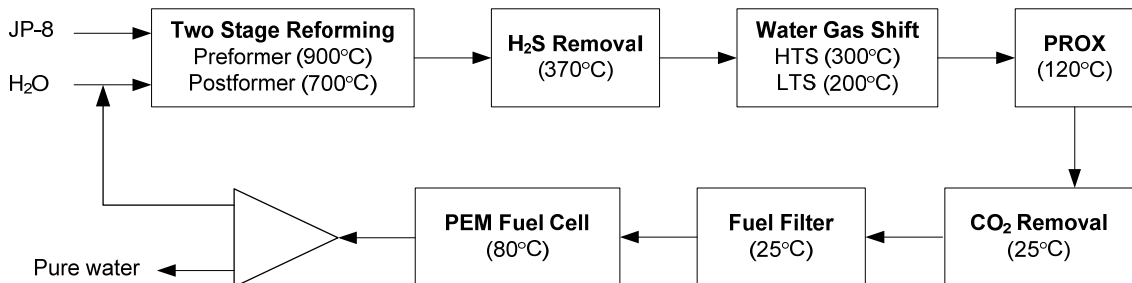 JP-8
H₂O
Two Stage Reforming
Preformer (900°C)
Postformer (700°C)
H₂S Removal
(370°C)
Water Gas Shift
HTS (300°C)
LTS (200°C)
PROX
(120°C)
CO₂ Removal
(25°C)
Fuel Filter
(25°C)
PEM Fuel Cell
(80°C)
Pure water